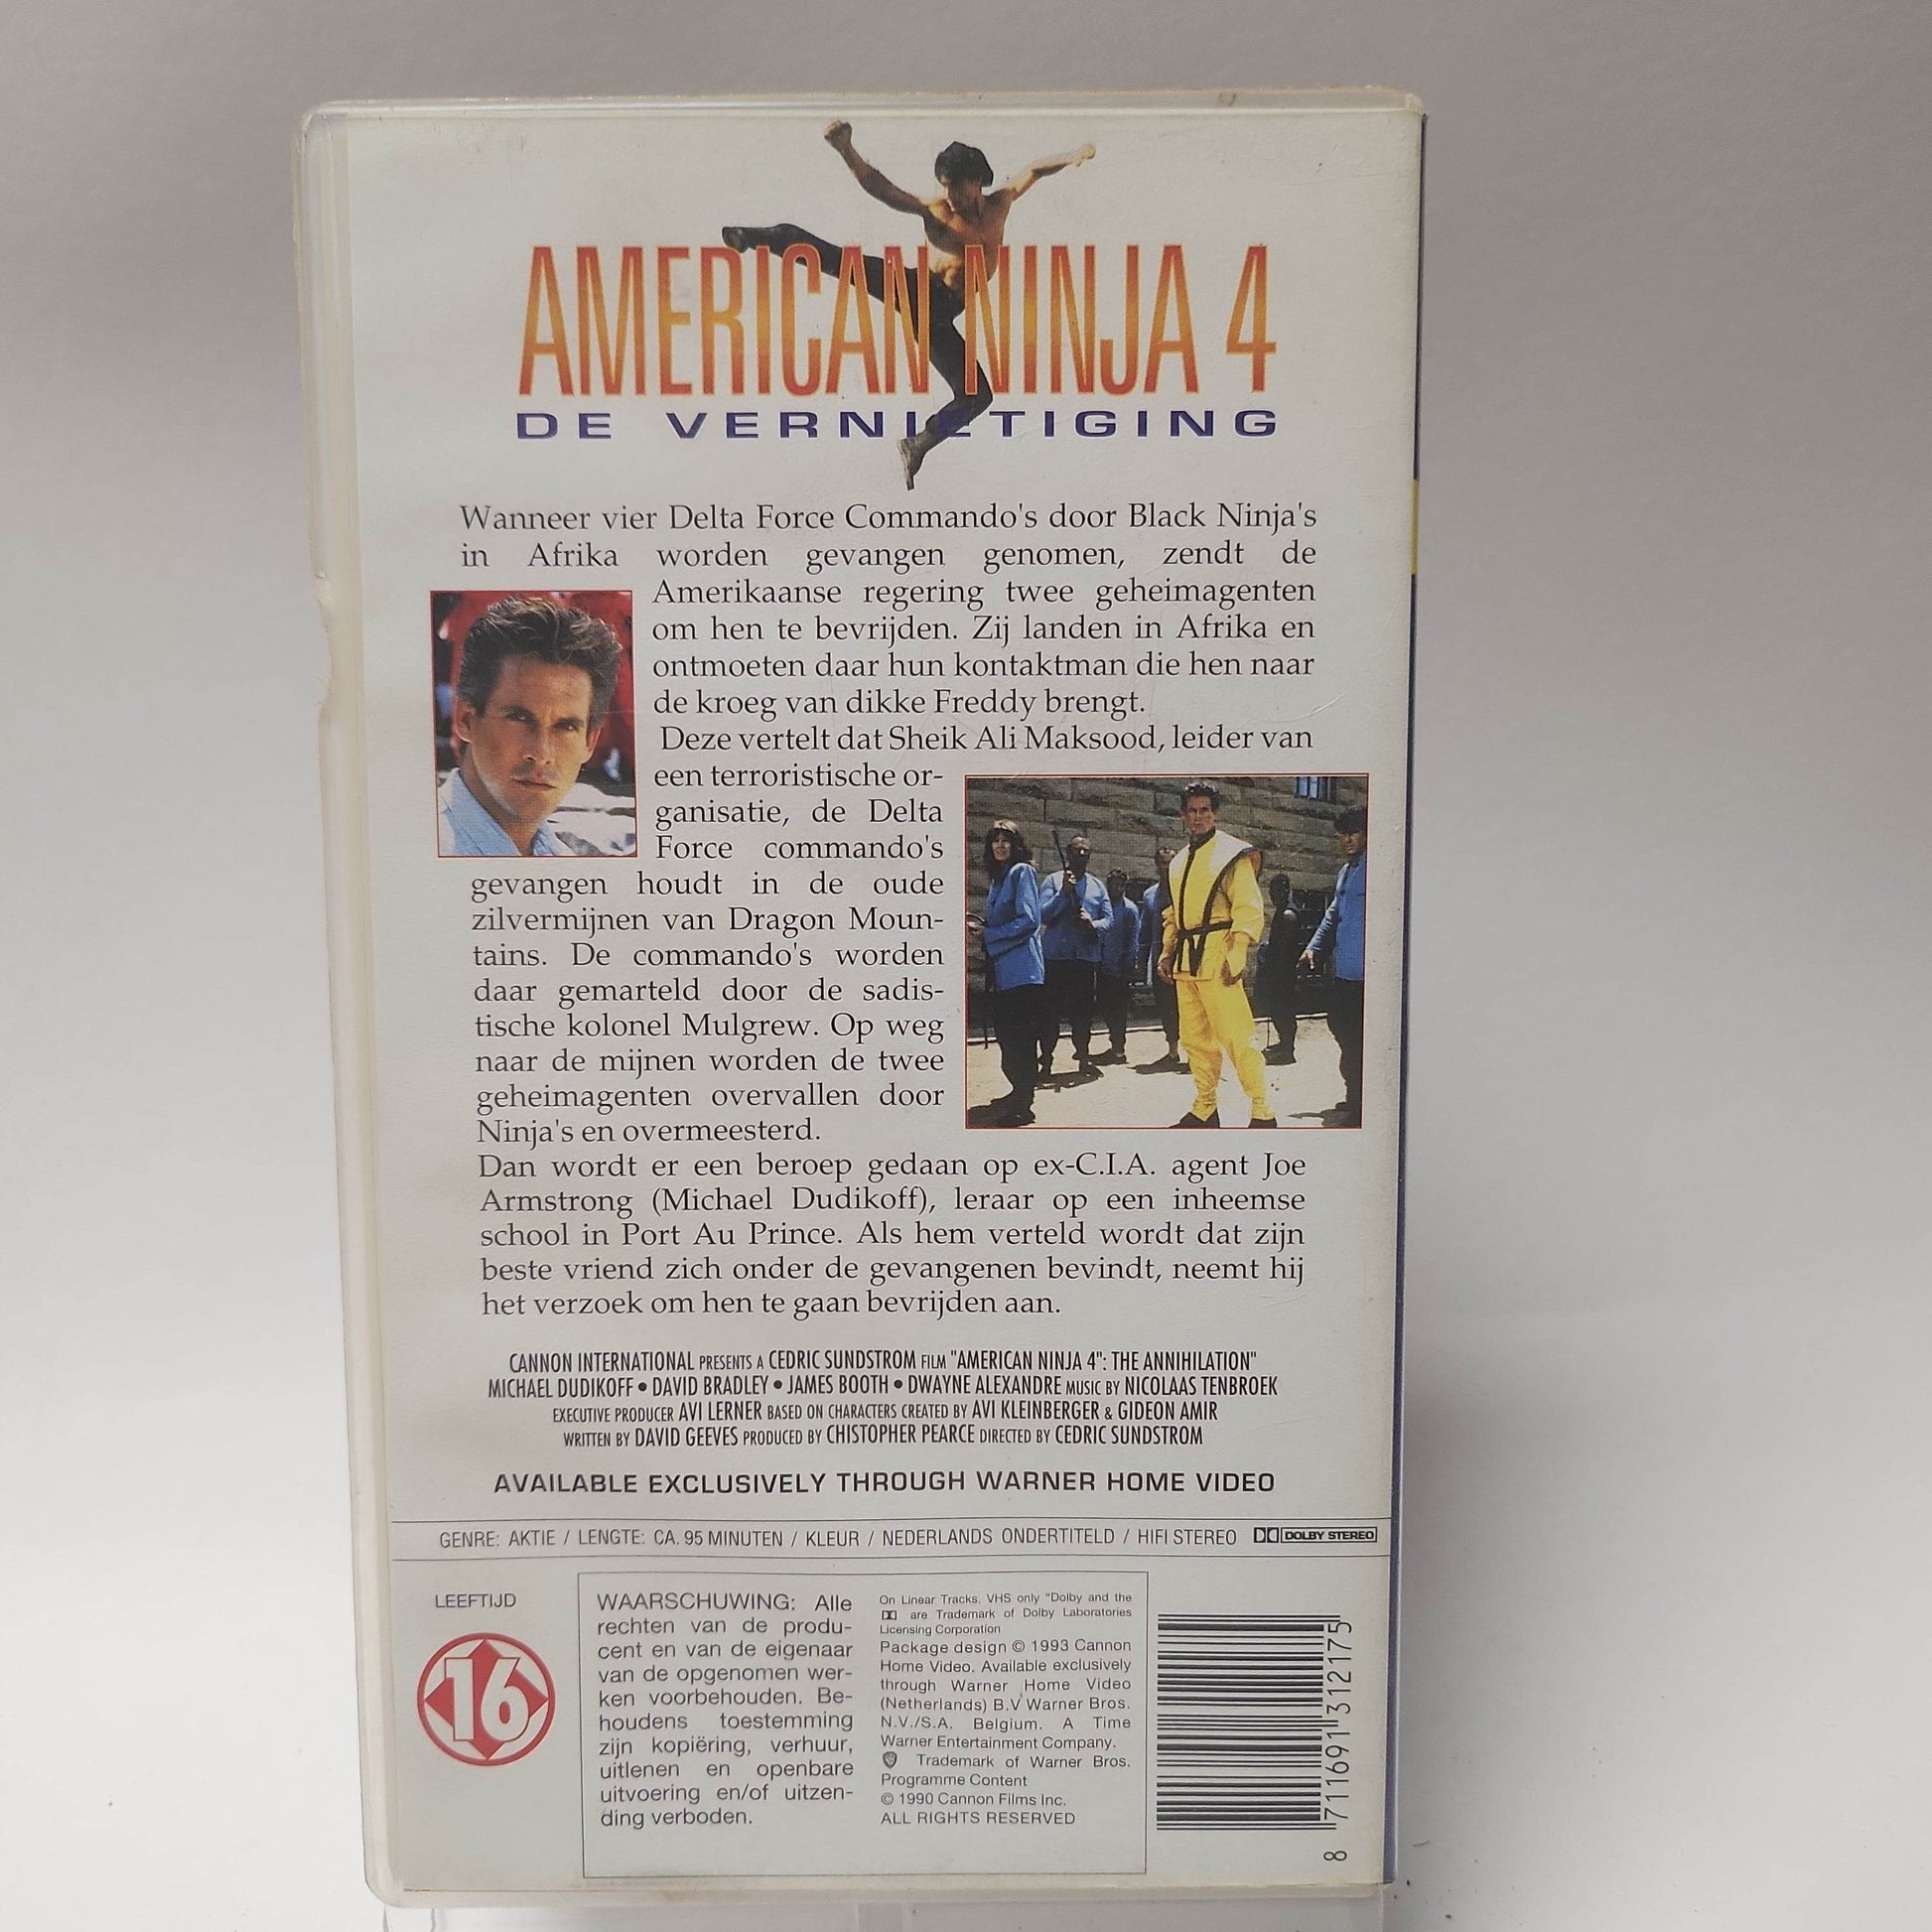 AMERICAN NINJA 4
DE VERNIETIGING
Wanneer vier Delta Force Commando's door Black Ninja's
in Afrika worden gevangen genomen, zendt de
Amerikaanse regering twee geheimagenten
om hen te bevrijden. Zij landen in Afrika en
ontmoeten daar hun kontaktman die hen naar
de kroeg van dikke Freddy brengt.
Deze vertelt dat Sheik Ali Maksood, leider van
een terroristische or-
ganisatie, de Delta
Force commando's
gevangen houdt in de oude
zilvermijnen van Dragon Moun-
tains. De commando's worden
daar gemarteld door de sadis-
tische kolonel Mulgrew. Op weg
naar de mijnen worden de twee
geheimagenten overvallen door
Ninja's en overmeesterd.
Dan wordt er een beroep gedaan op ex-C.I.A. agent Joe
Armstrong (Michael Dudikoff), leraar op een inheemse
school in Port Au Prince. Als hem verteld wordt dat zijn
beste vriend zich onder de gevangenen bevindt, neemt hij
het verzoek om hen te gaan bevrijden aan.
CANNON INTERNATIONAL PRESENTS A CEDRIC SUNDSTROM FILM "AMERICAN NINJA 4": THE ANNIHILATION"
MICHAEL DUDIKOFF • DAVID BRADLEY • JAMES BOOTH • DWAYNE ALEXANDRE MUSIC BY NICOLAAS TENBROEK
EXECUTIVE PRODUCER AVI LERNER BASED ON CHARACTERS CREATED BY AVI KLEINBERGER & GIDEON AMIR
WRITTEN BY DAVID GEEVES PRODUCED BY CHISTOPHER PEARCE DIRECTED BY CEDRIC SUNDSTROM
AVAILABLE EXCLUSIVELY THROUGH WARNER HOME VIDEO
GENRE: AKTIE / LENGTE: CA. 95 MINUTEN / KLEUR / NEDERLANDS ONDERTITELD / HIFI STEREO DOLBY STEREO
LEEFTIJD
16
WAARSCHUWING: Alle
rechten van de produ-
cent en van de eigenaar
van de opgenomen wer-
ken voorbehouden. Be-
houdens toestemming
zijn kopiëring, verhuur,
uitlenen en openbare
uitvoering en/of uitzen-
ding verboden.
On Linear Tracks. VHS only "Dolby and the
are Trademark of Dolby Laboratories
Licensing Corporation
Package design © 1993 Cannon
Home Video. Available exclusively
through Warner Home Video
(Netherlands) B.V Warner Bros.
N.V./S.A. Belgium. A Time
Warner Entertainment Company.
Trademark of Warner Bros.
Programme Content
© 1990 Cannon Films Inc.
ALL RIGHTS RESERVED
8 711691 312175